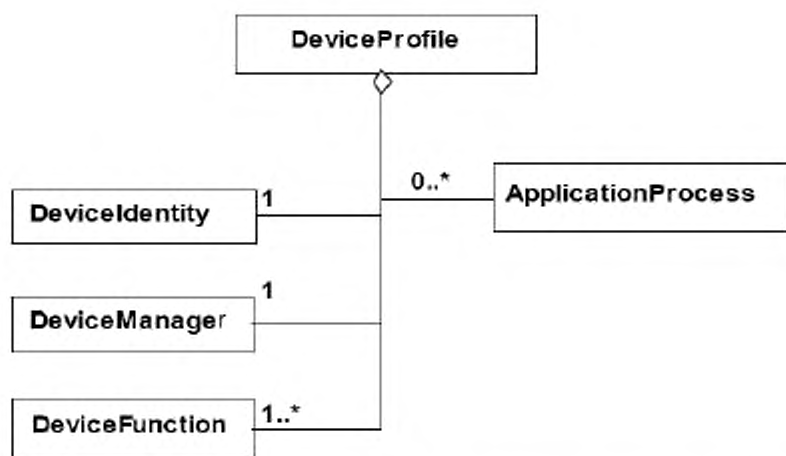 DeviceProfile
0..*
ApplicationProcess
DeviceIdentity
1
DeviceManager
1
DeviceFunction
1..*